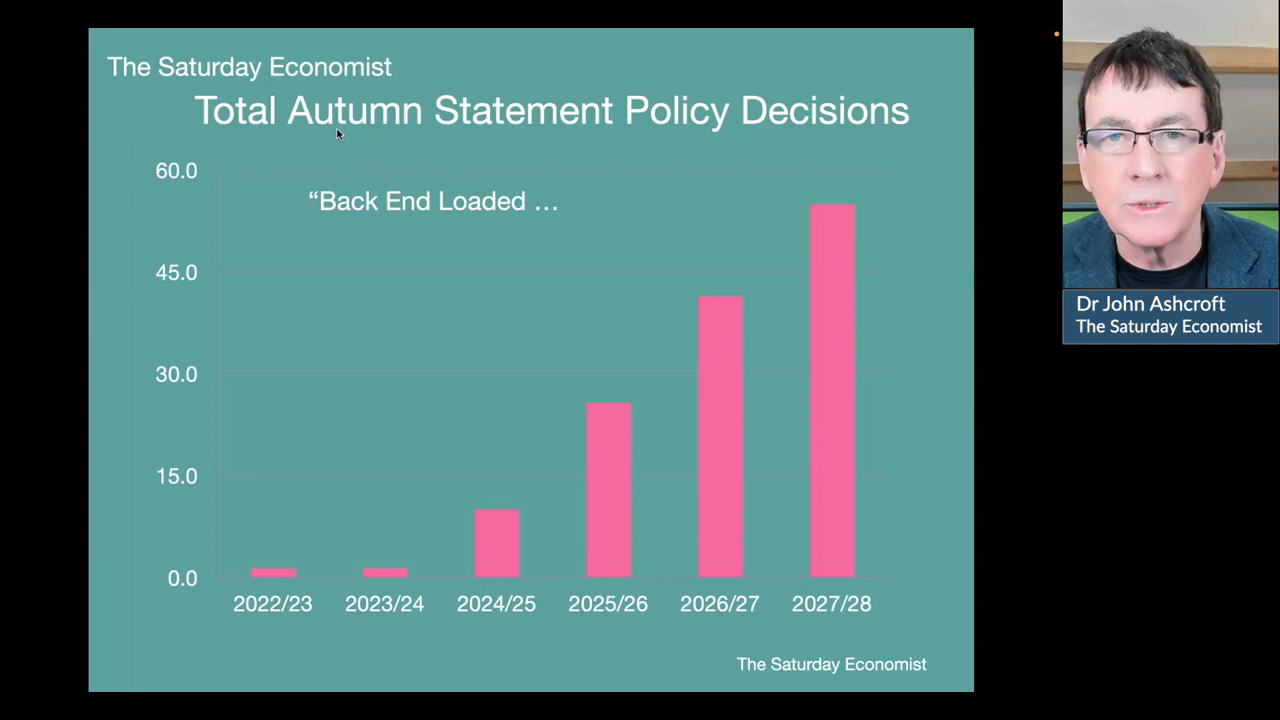 The Saturday Economist
Total Autumn Statement Policy Decisions
60.0
“Back End Loaded …
45.0
30.0
15.0
0.0
2022/23 2023/24 2024/25 2025/26 2026/27 2027/28
The Saturday Economist
Dr John Ashcroft
The Saturday Economist